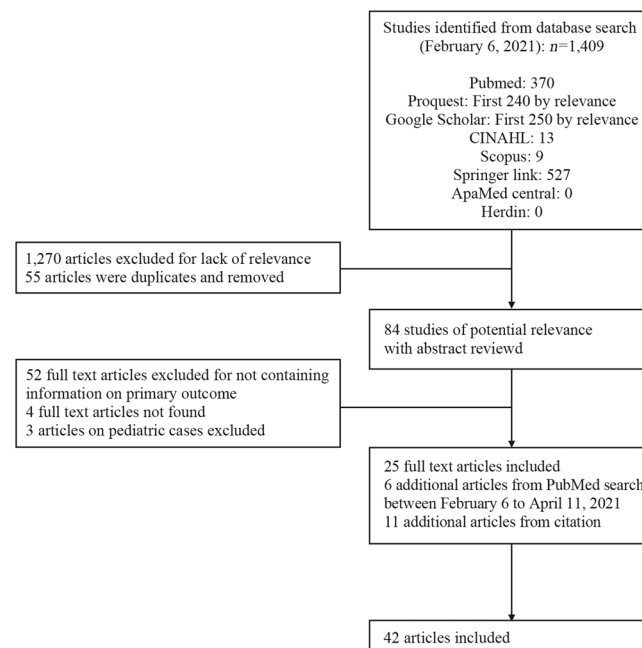 Studies identified from database search
(February 6, 2021): n=1,409
Pubmed: 370
Proquest: First 240 by relevance
Google Scholar: First 250 by relevance
CINAHL: 13
Scopus: 9
Springer link: 527
ApaMed central: 0
Herdin: 0
1,270 articles excluded for lack of relevance
55 articles were duplicates and removed
84 studies of potential relevance
with abstract reviewd
52 full text articles excluded for not containing
information on primary outcome
4 full text articles not found
3 articles on pediatric cases excluded
25 full text articles included
6 additional articles from PubMed search
between February 6 to April 11, 2021
11 additional articles from citation
42 articles included